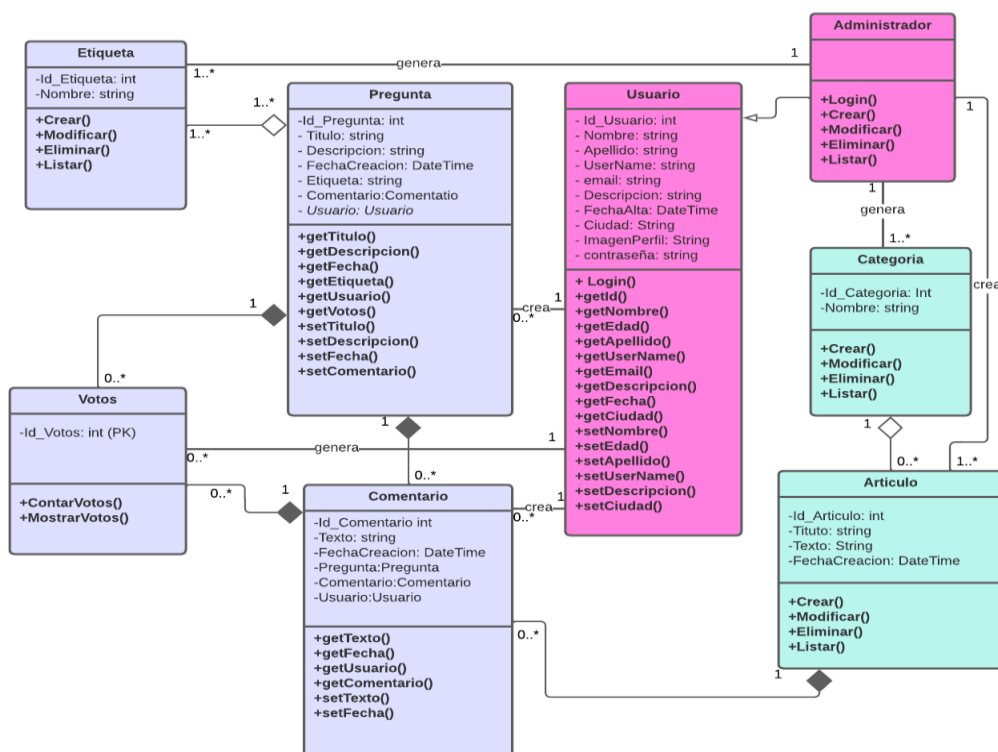 Etiqueta
-Id_Etiqueta: int
-Nombre: string
+Crear()
+Modificar()
+Eliminar()
+Listar()
1..*
genera
1
1..*
1..*
Pregunta
-Id_Pregunta: int
- Titulo: string
- Descripcion: string
- FechaCreacion: DateTime
- Etiqueta: string
- Comentario:Comentatio
- Usuario: Usuario
+getTitulo()
+getDescripcion()
+getFecha()
+getEtiqueta()
+getUsuario()
+getVotos()
+setTitulo()
+setDescripcion()
+setFecha()
+setComentario()
1
0..*
1
0..*
crea
1
0..*
Usuario
- Id_Usuario: int
- Nombre: string
- Apellido: string
- UserName: string
- email: string
- Descripcion: string
- FechaAlta: DateTime
- Ciudad: String
- ImagenPerfil: String
- contraseña: string
+ Login()
+getId()
+getNombre()
+getEdad()
+getApellido()
+getUserName()
+getEmail()
+getDescripcion()
+getFecha()
+getCiudad()
+setNombre()
+setEdad()
+setApellido()
+setUserName()
+setDescripcion()
+setCiudad()
Administrador
+Login()
+Crear()
+Modificar()
+Eliminar()
+Listar()
1
genera
1..*
1
crea
1..*
Categoria
-Id_Categoria: Int
-Nombre: string
+Crear()
+Modificar()
+Eliminar()
+Listar()
1
0..*
Votos
-Id_Votos: int (PK)
+ContarVotos()
+MostrarVotos()
0..*
genera
1
0..*
1
Comentario
-Id_Comentario int
-Texto: string
-FechaCreacion: DateTime
-Pregunta:Pregunta
-Comentario:Comentario
-Usuario:Usuario
+getTexto()
+getFecha()
+getUsuario()
+getComentario()
+setTexto()
+setFecha()
0..*
crea
1
0..*
1
Articulo
-Id_Articulo: int
-Tituto: string
-Texto: String
-FechaCreacion: DateTime
+Crear()
+Modificar()
+Eliminar()
+Listar()